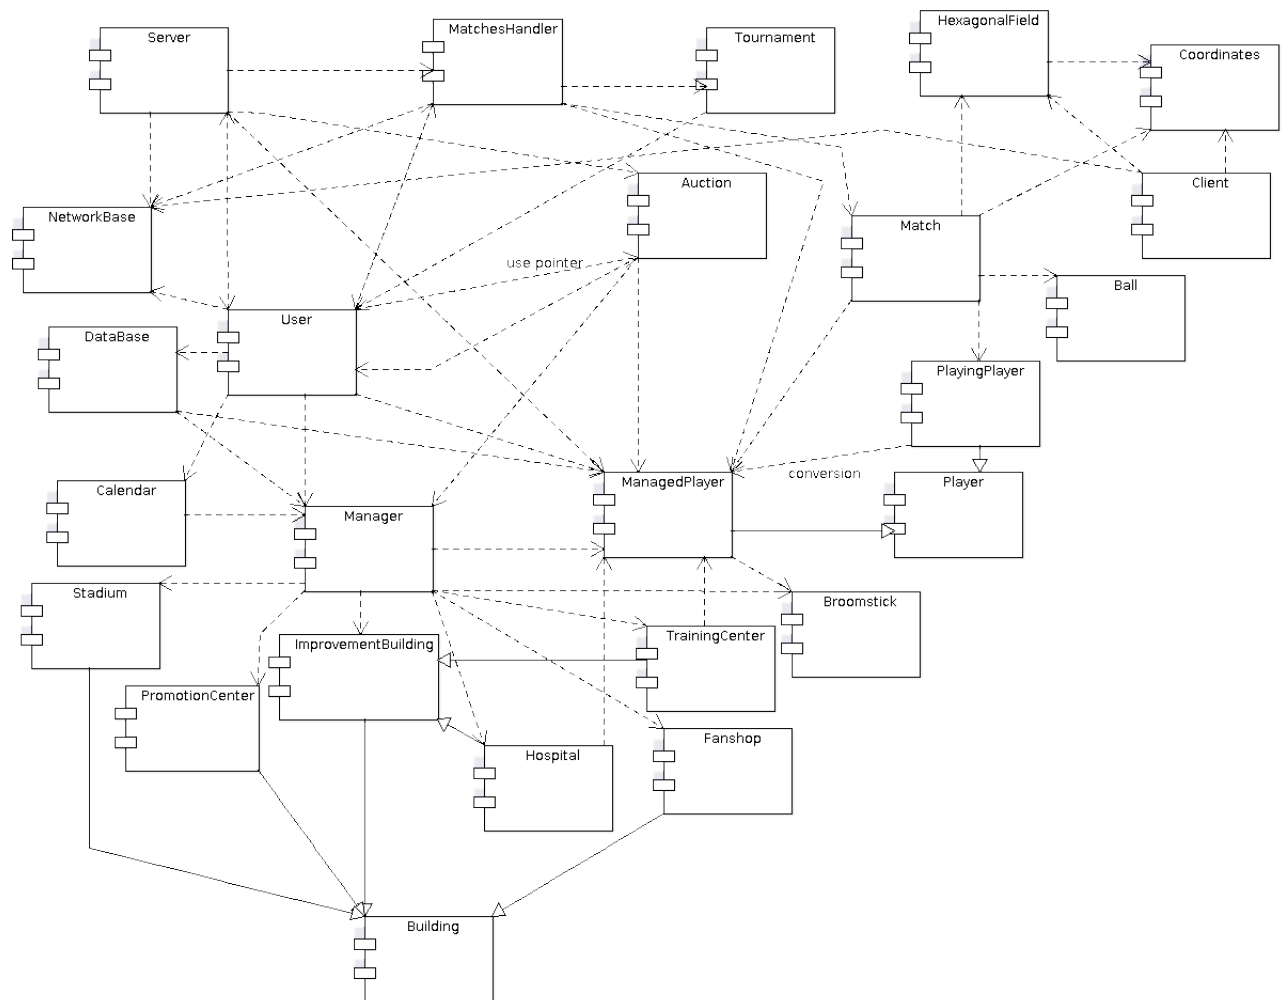 HexagonalField
MatchesHandler
Server
Tournament
Coordinates
Auction
Client
NetworkBase
Match
use pointer
Ball
User
DataBase
PlayingPlayer
conversion
Calendar
ManagedPlayer
Player
Manager
Stadium
Broomstick
TrainingCenter
ImprovementBuilding
PromotionCenter
Fanshop
Hospital
Building